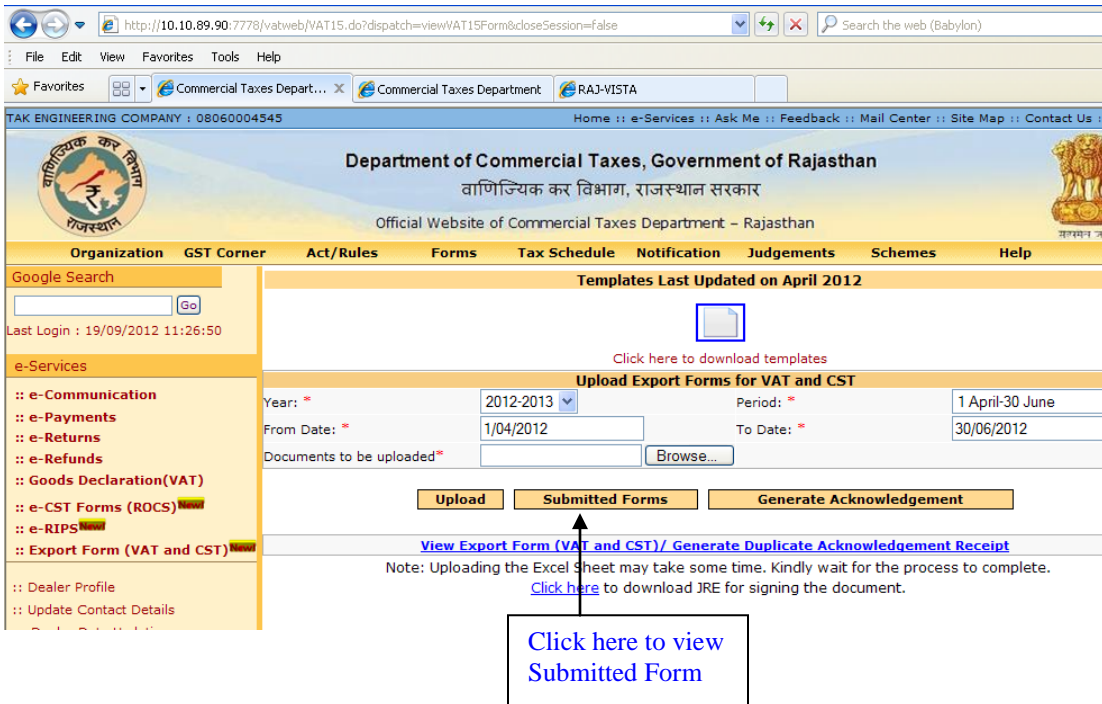 http://10.10.89.90:7778/vatweb/VAT15.do?dispatch=viewVAT15Form&closeSession=false
Search the web (Babylon)
File Edit View Favorites Tools Help
Favorites
Commercial Taxes Depart... X
Commercial Taxes Department
RAJ-VISTA
TAK ENGINEERING COMPANY : 08060004545
Home :: e-Services :: Ask Me :: Feedback :: Mail Center :: Site Map :: Contact Us :
वाणिज्यिक कर विभाग
राजस्थान
Department of Commercial Taxes, Government of Rajasthan
वाणिज्यिक कर विभाग, राजस्थान सरकार
Official Website of Commercial Taxes Department – Rajasthan
Organization GST Corner Act/Rules Forms Tax Schedule Notification Judgements Schemes Help
Google Search
Go
Last Login : 19/09/2012 11:26:50
e-Services
:: e-Communication
:: e-Payments
:: e-Returns
:: e-Refunds
:: Goods Declaration(VAT)
:: e-CST Forms (ROCS) New!
:: e-RIPS New!
:: Export Form (VAT and CST) New!
:: Dealer Profile
:: Update Contact Details
Templates Last Updated on April 2012
Click here to download templates
Upload Export Forms for VAT and CST
Year: * 2012-2013 Period: * 1 April-30 June
From Date: * 1/04/2012 To Date: * 30/06/2012
Documents to be uploaded* Browse...
Upload Submitted Forms Generate Acknowledgement
View Export Form (VAT and CST)/ Generate Duplicate Acknowledgement Receipt
Note: Uploading the Excel Sheet may take some time. Kindly wait for the process to complete.
Click here to download JRE for signing the document.
Click here to view
Submitted Form